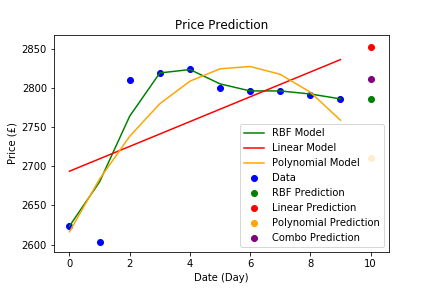 Price Prediction
Price (£)
2850
2800
2750
2700
2650
2600
RBF Model
Linear Model
Polynomial Model
Data
RBF Prediction
Linear Prediction
Polynomial Prediction
Combo Prediction
0 2 4 6 8 10
Date (Day)